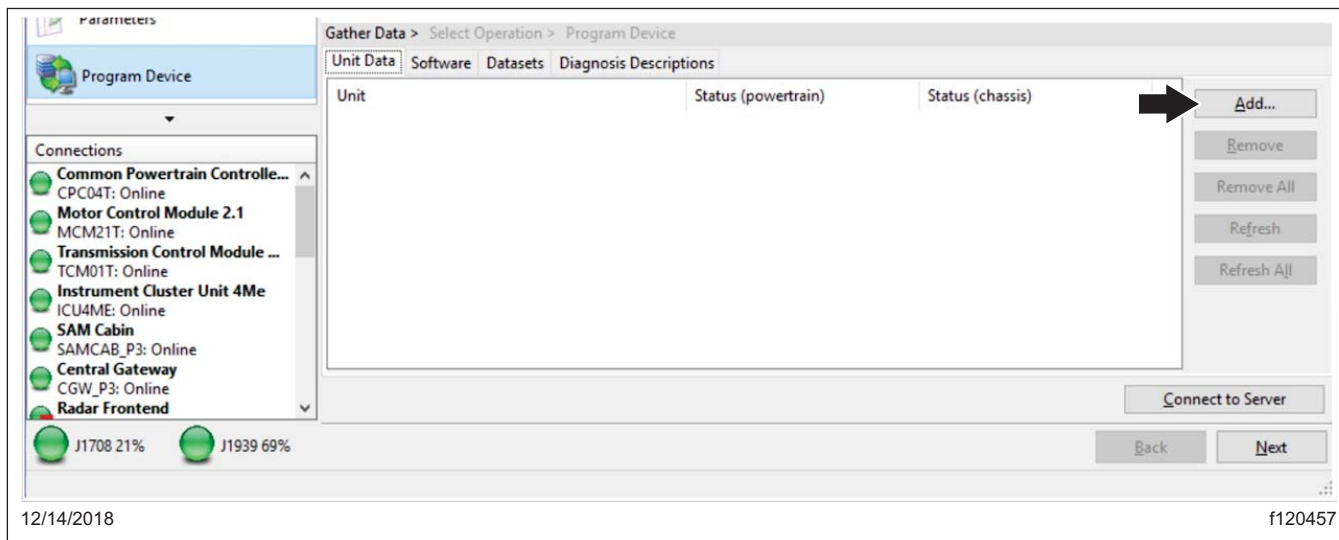 Parameters
Program Device
Connections
Common Powertrain Controlle...
CPC04T: Online
Motor Control Module 2.1
MCM21T: Online
Transmission Control Module ...
TCM01T: Online
Instrument Cluster Unit 4Me
ICU4ME: Online
SAM Cabin
SAMCAB_P3: Online
Central Gateway
CGW_P3: Online
Radar Frontend
J1708 21% J1939 69%
Gather Data > Select Operation > Program Device
Unit Data Software Datasets Diagnosis Descriptions
Unit Status (powertrain) Status (chassis)
Add...
Remove
Remove All
Refresh
Refresh All
Connect to Server
Back Next
12/14/2018 f120457